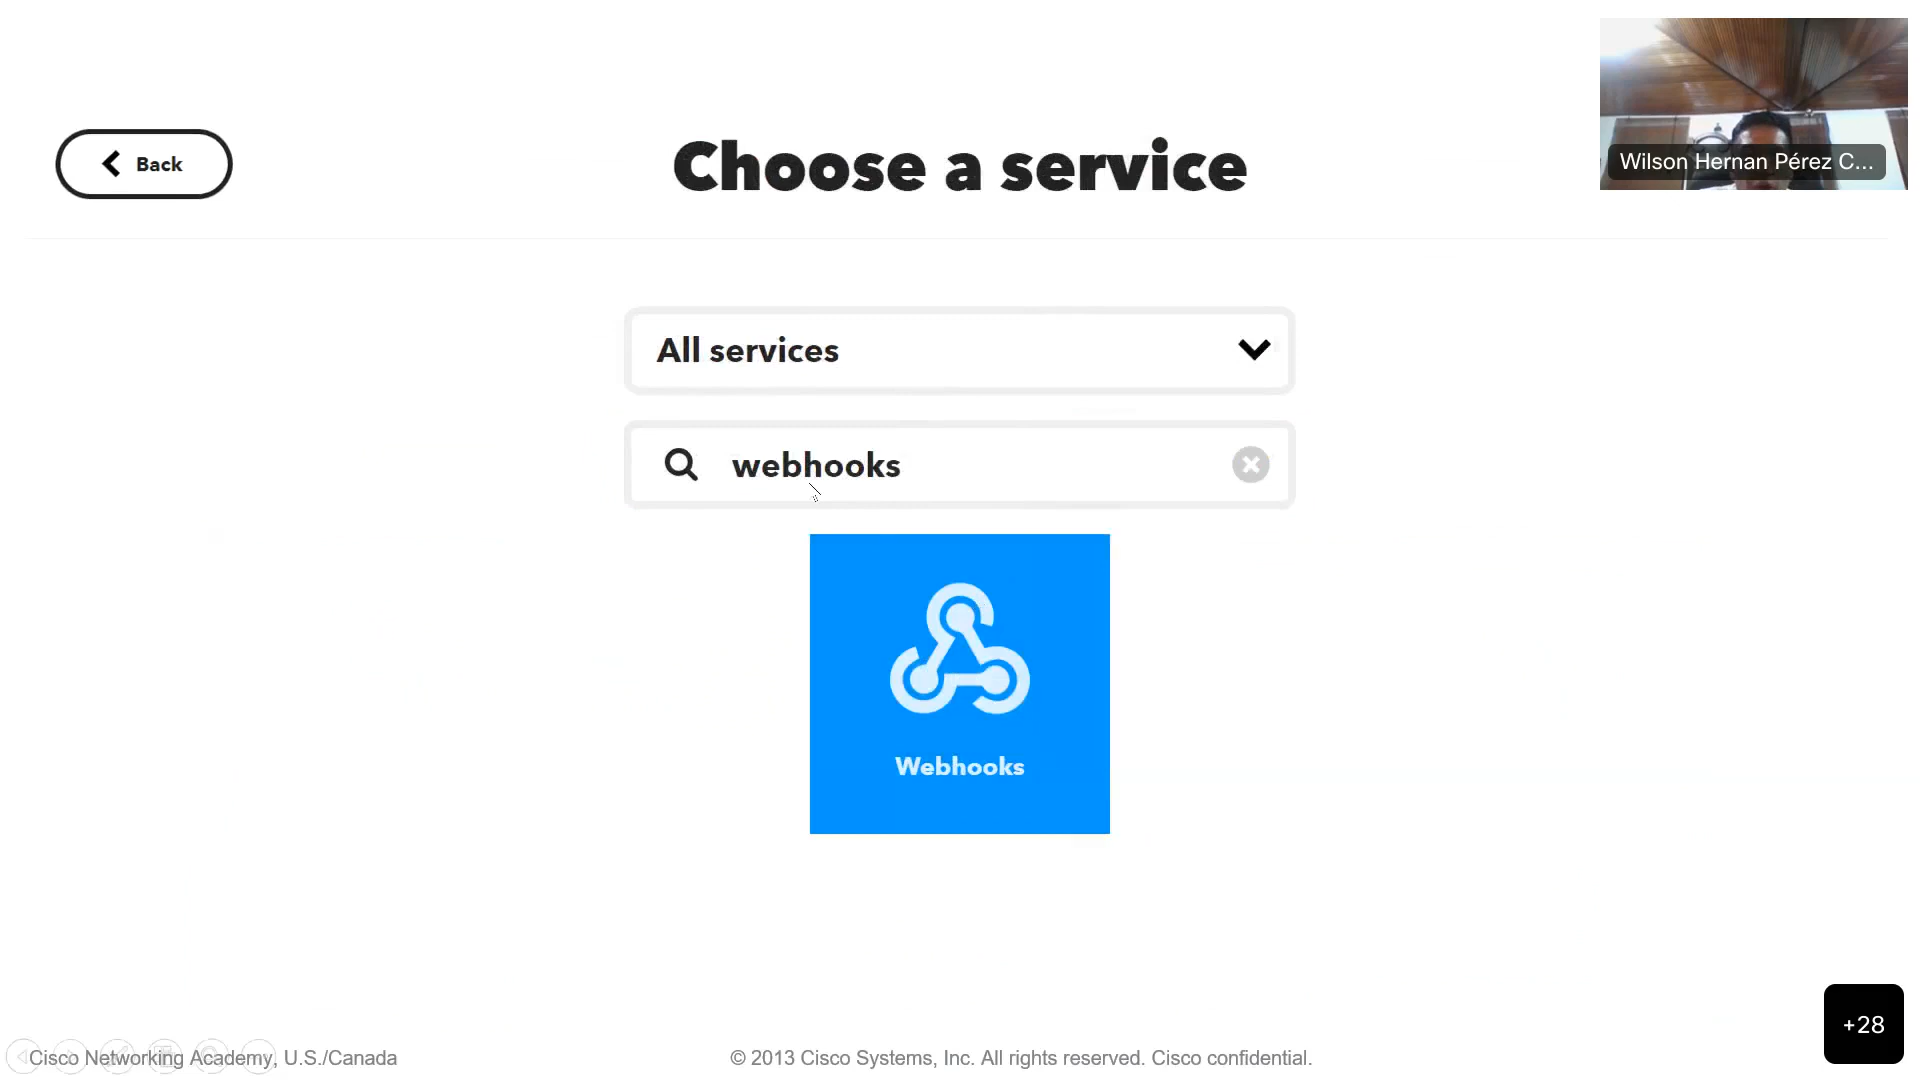 Back
Choose a service
Wilson Hernan Pérez C...
All services
webhooks
Webhooks
+28
Cisco Networking Academy, U.S./Canada
© 2013 Cisco Systems, Inc. All rights reserved. Cisco confidential.